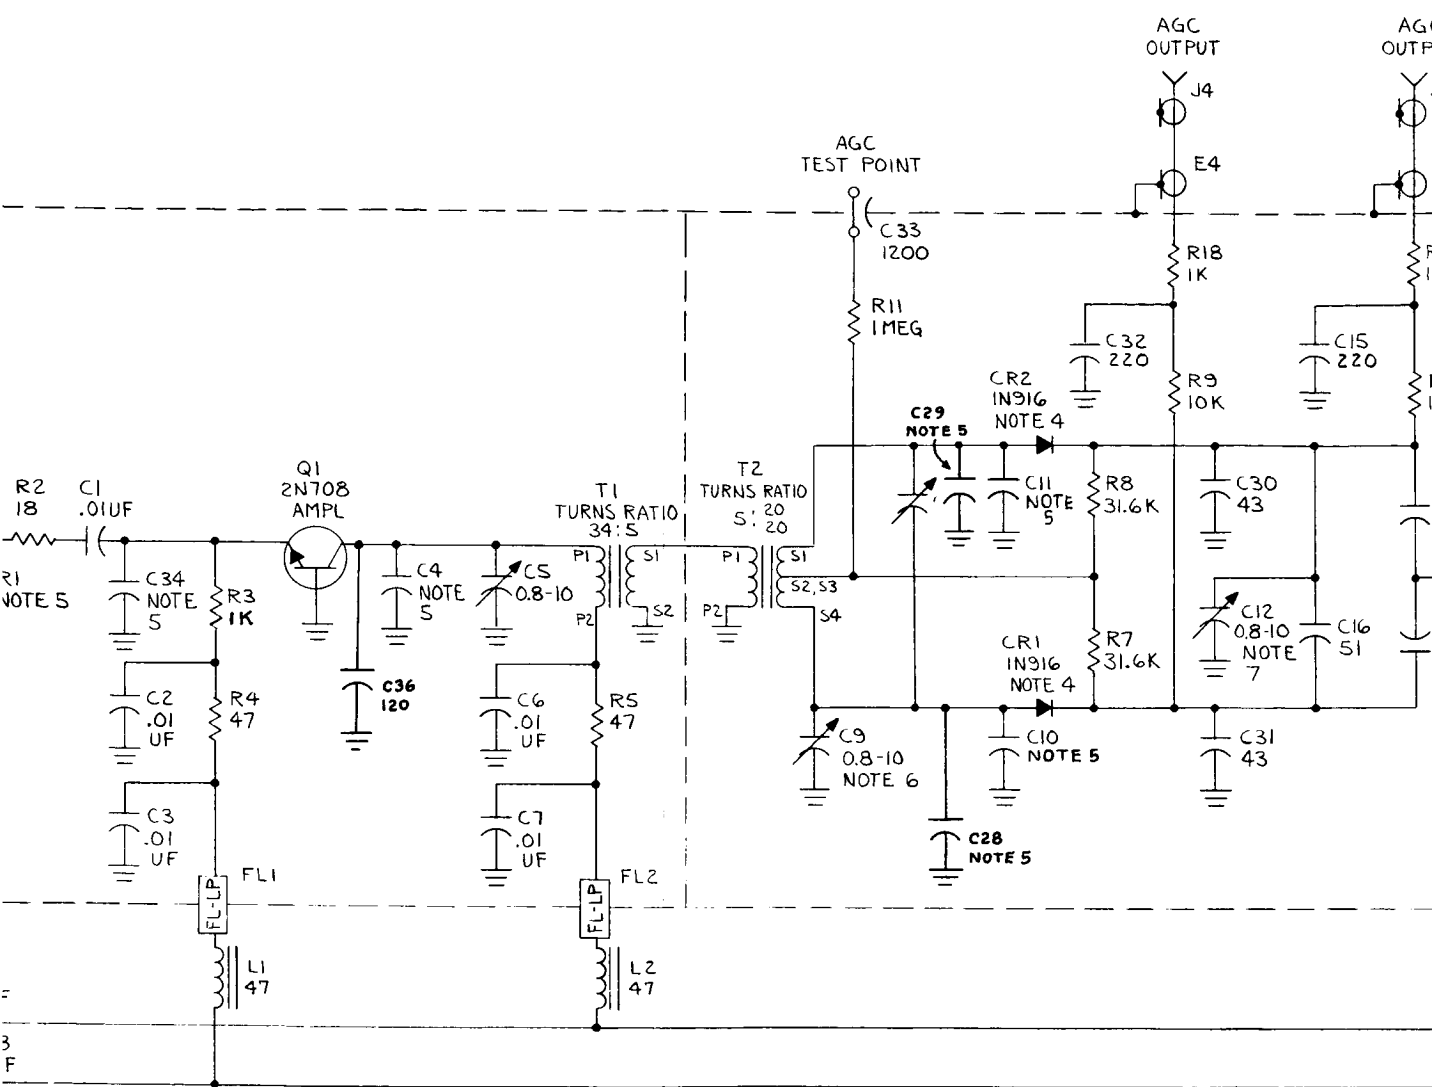 AGC
OUTPUT
J4
E4
AGC
TEST POINT
C33
1200
R18
1K
R11
1MEG
C32
220
C15
220
CR2
1N916
NOTE 4
R9
10K
C29
NOTE 5
R2
18
C1
.01UF
Q1
2N708
AMPL
T1
TURNS RATIO
34:5
T2
TURNS RATIO
5: 20
20
C11
NOTE
5
R8
31.6K
C30
43
P1
S1
P1
S1
S2,S3
P2
S2
P2
S4
NOTE 5
C34
NOTE
5
R3
1K
C4
NOTE
5
C5
0.8-10
C36
120
CR1
1N916
NOTE 4
R7
31.6K
C12
0.8-10
NOTE
7
C16
51
C2
.01
UF
R4
47
C6
.01
UF
R5
47
C9
0.8-10
NOTE 6
C10
NOTE 5
C31
43
C3
.01
UF
C7
.01
UF
C28
NOTE 5
FL1
FL-LP
FL2
FL-LP
L1
47
L2
47
F